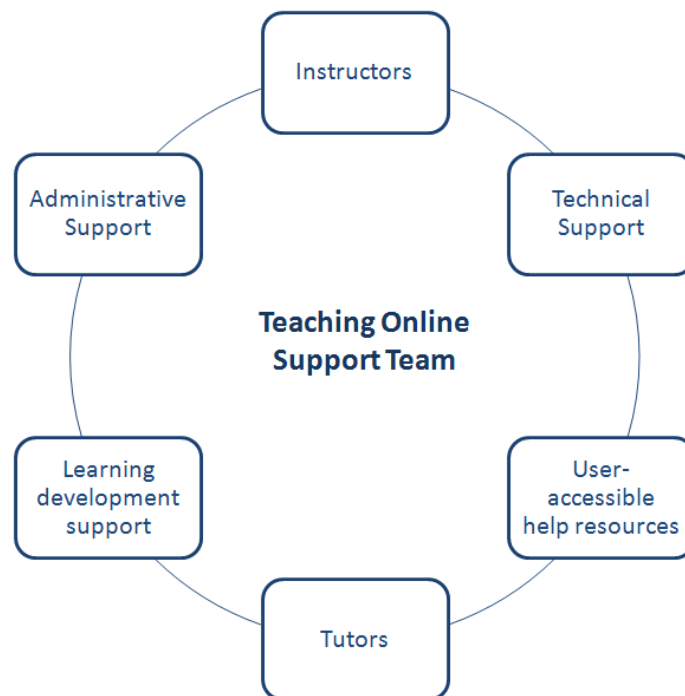 Instructors
Administrative
Support
Technical
Support
Teaching Online
Support Team
Learning
development
support
User-
accessible
help resources
Tutors